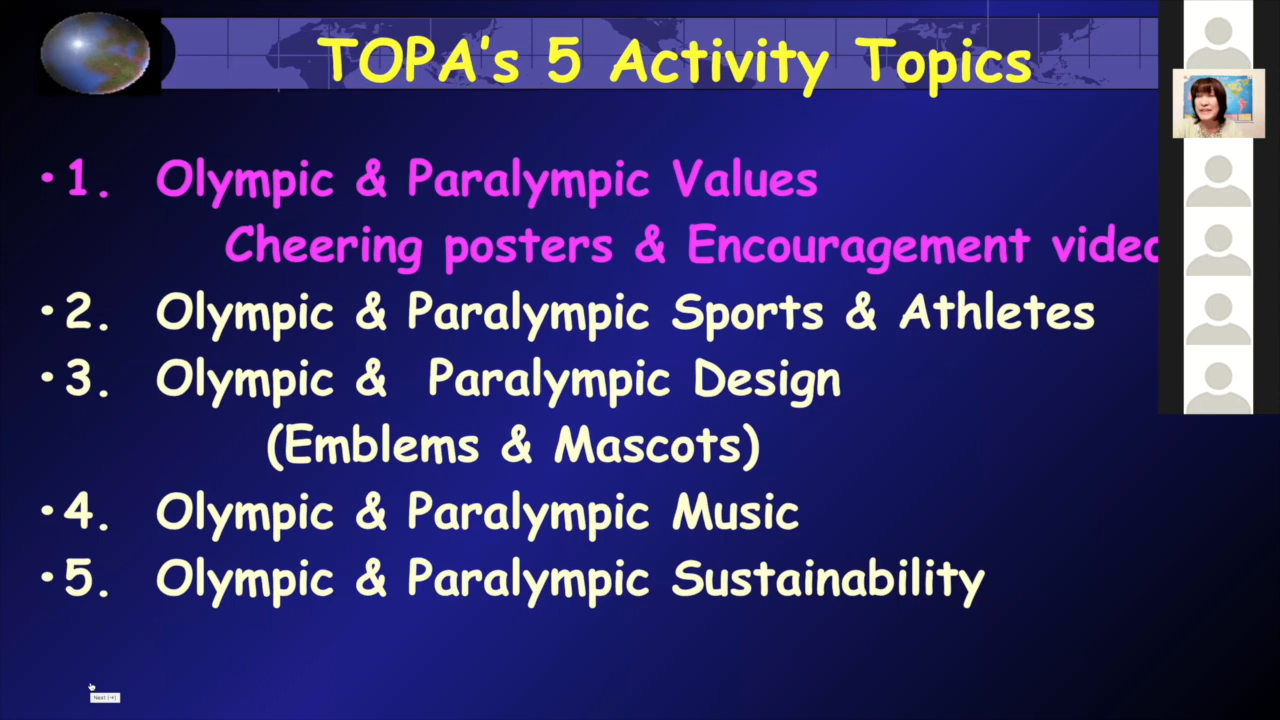 TOPA's 5 Activity Topics
• 1. Olympic & Paralympic Values
Cheering posters & Encouragement
• 2. Olympic & Paralympic Sports & Athletes
• 3. Olympic & Paralympic Design
(Emblems & Mascots)
• 4. Olympic & Paralympic Music
• 5. Olympic & Paralympic Sustainability